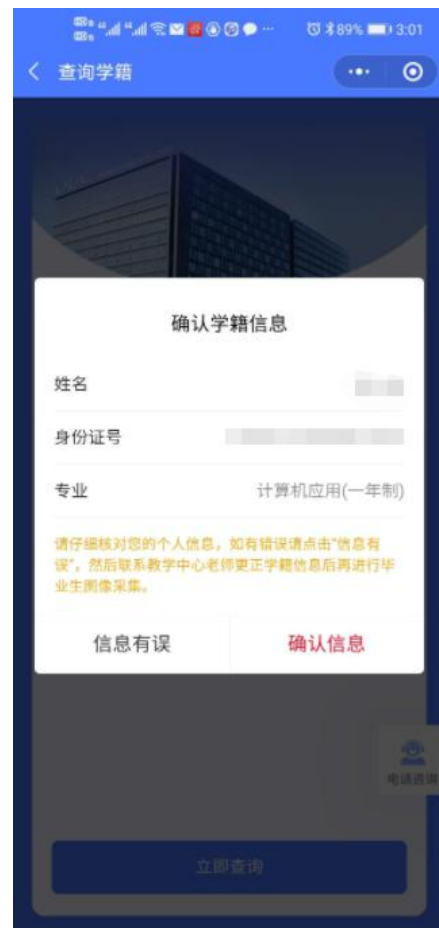 89% 3:01
查询学籍
确认学籍信息
姓名
身份证号
专业 计算机应用(一年制)
请仔细核对您的个人信息，如有错误请点击“信息有
误”，然后联系教学中心老师更正学籍信息后再进行毕
业生图像采集。
信息有误 确认信息
电话咨询
立即查询